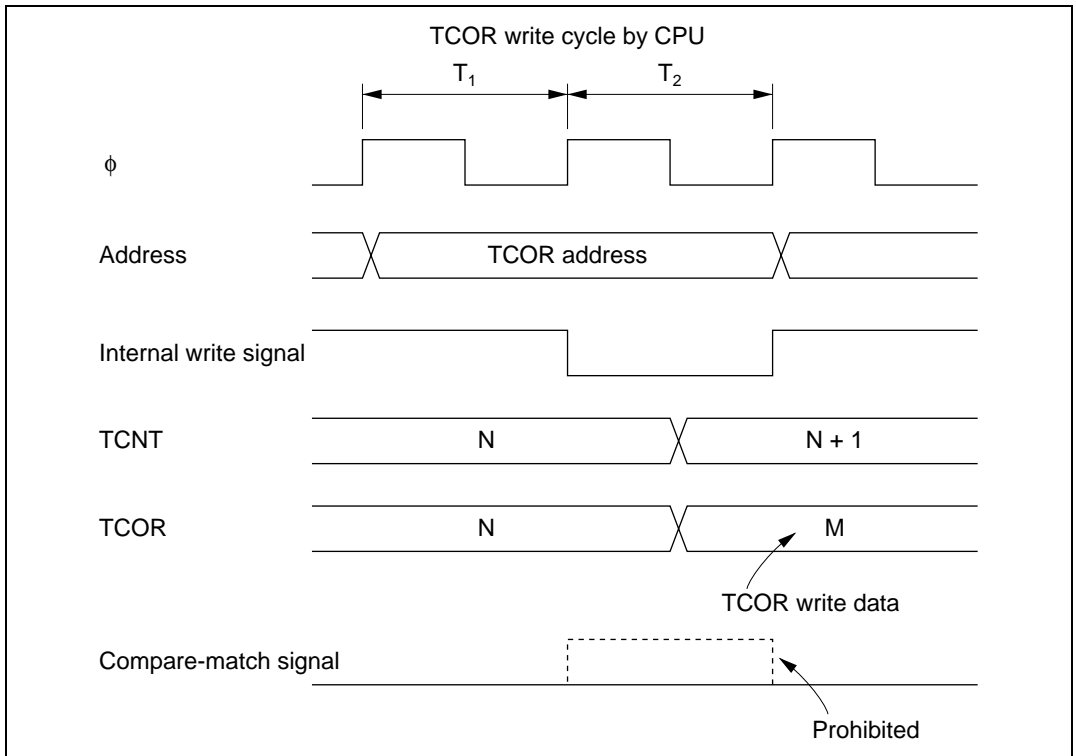 TCOR write cycle by CPU
T1 T2
ϕ
Address TCOR address
Internal write signal
TCNT N N + 1
TCOR N M
TCOR write data
Compare-match signal
Prohibited